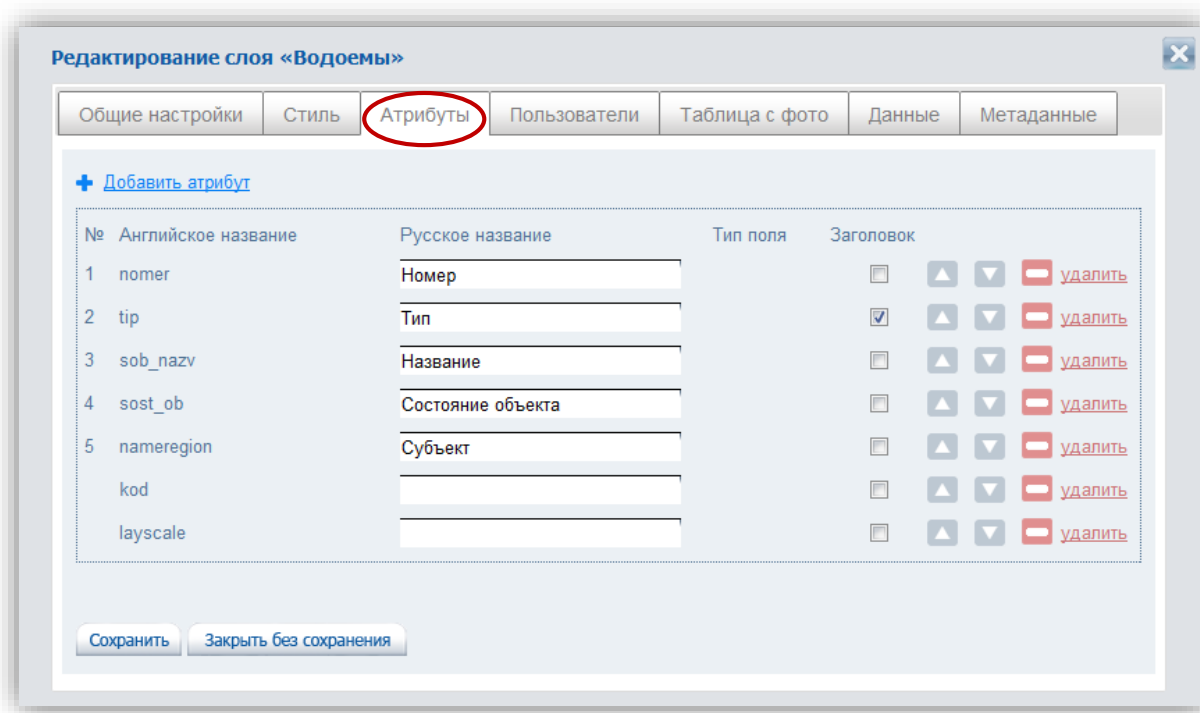 Редактирование слоя «Водоемы»
Общие настройки Стиль Атрибуты Пользователи Таблица с фото Данные Метаданные
Добавить атрибут
№ Английское название Русское название Тип поля Заголовок
1 nomer Номер удалить
2 tip Тип удалить
3 sob_nazv Название удалить
4 sost_ob Состояние объекта удалить
5 nameregion Субъект удалить
kod удалить
layscale удалить
Сохранить Закрыть без сохранения